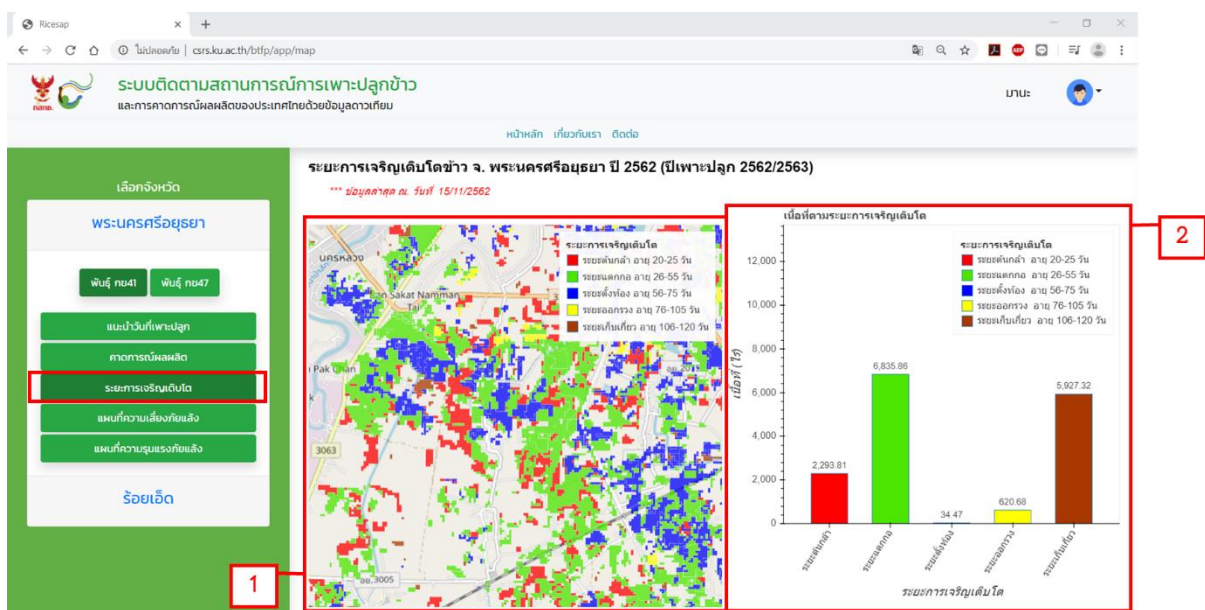 Ricesap
ไม่ปลอดภัย | csrs.ku.ac.th/btfp/app/map
ABP
กสทช.
ระบบติดตามสถานการณ์การเพาะปลูกข้าว
และการคาดการณ์ผลผลิตของประเทศไทยด้วยข้อมูลดาวเทียม
มานะ
หน้าหลัก เกี่ยวกับเรา ติดต่อ
เลือกจังหวัด
พระนครศรีอยุธยา
พันธุ์ กข41 พันธุ์ กข47
แนะนำวันที่เพาะปลูก
คาดการณ์ผลผลิต
ระยะการเจริญเติบโต
แผนที่ความเสี่ยงภัยแล้ง
แผนที่ความรุนแรงภัยแล้ง
ร้อยเอ็ด
ระยะการเจริญเติบโตข้าว จ. พระนครศรีอยุธยา ปี 2562 (ปีเพาะปลูก 2562/2563)
*** ข้อมูลล่าสุด ณ. วันที่ 15/11/2562
นครหลวง
an Sakat Namman
Tai
Pak Chan
3063
อย.3005
ระยะการเจริญเติบโต
ระยะต้นกล้า อายุ 20-25 วัน
ระยะแตกกอ อายุ 26-55 วัน
ระยะตั้งท้อง อายุ 56-75 วัน
ระยะออกรวง อายุ 76-105 วัน
ระยะเก็บเกี่ยว อายุ 106-120 วัน
1
เนื้อที่ตามระยะการเจริญเติบโต
ระยะการเจริญเติบโต
ระยะต้นกล้า อายุ 20-25 วัน
ระยะแตกกอ อายุ 26-55 วัน
ระยะตั้งท้อง อายุ 56-75 วัน
ระยะออกรวง อายุ 76-105 วัน
ระยะเก็บเกี่ยว อายุ 106-120 วัน
เนื้อที่ (ไร่)
12,000
10,000
8,000
6,000
4,000
2,000
0
2,293.81
6,835.86
34.47
620.68
5,927.32
ระยะต้นกล้า
ระยะแตกกอ
ระยะตั้งท้อง
ระยะออกรวง
ระยะเก็บเกี่ยว
ระยะการเจริญเติบโต
2